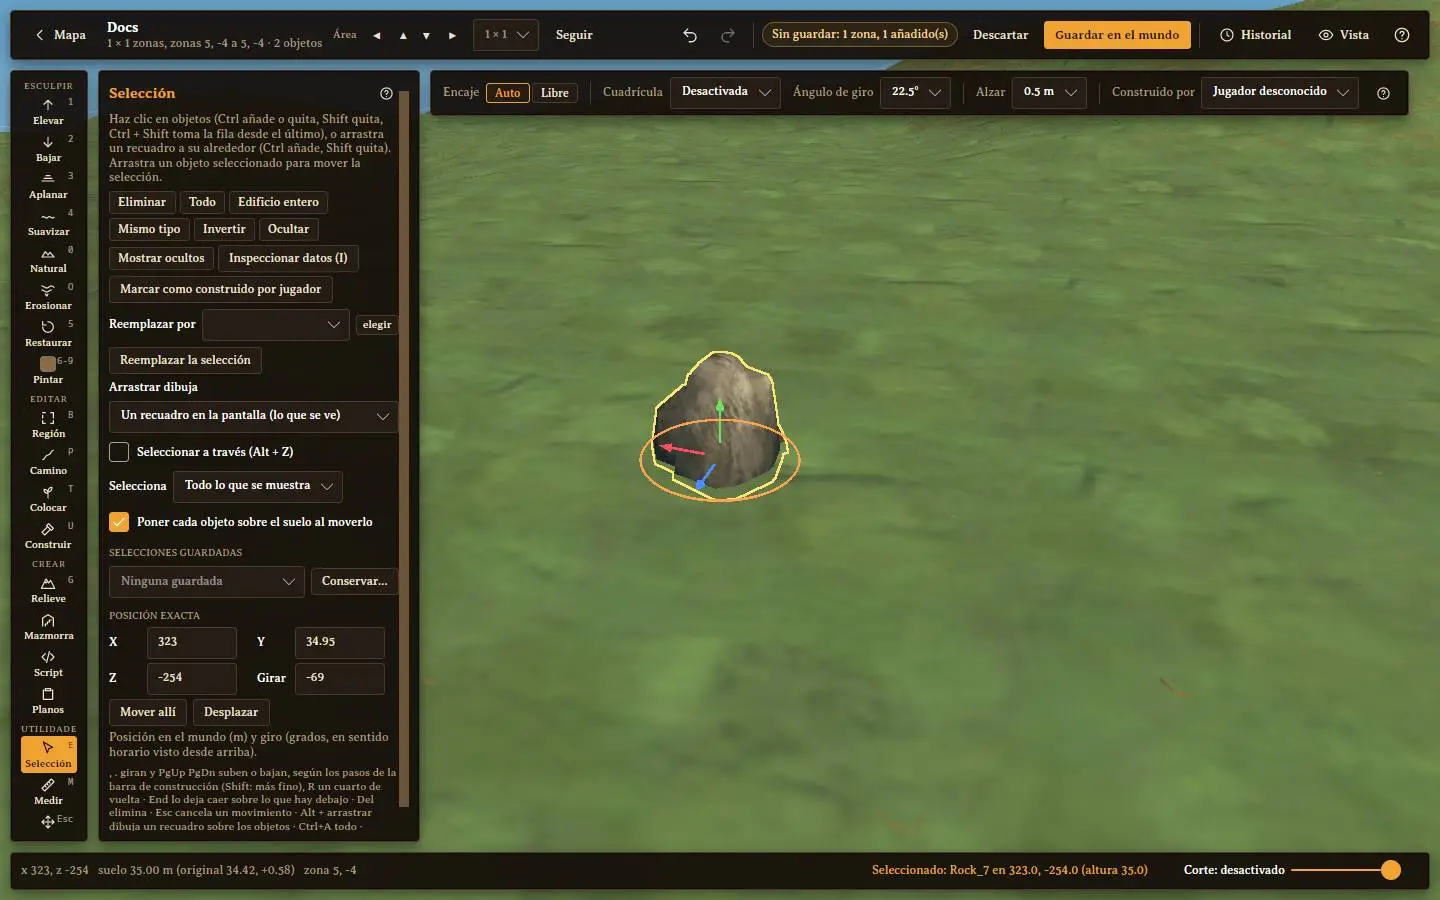 Mapa
Docs
1 × 1 zonas, zonas 5, -4 a 5, -4 · 2 objetos
Área
1 × 1
Seguir
Sin guardar: 1 zona, 1 añadido(s)
Descartar
Guardar en el mundo
Historial
Vista
ESCULPIR
1
Elevar
2
Bajar
3
Aplanar
4
Suavizar
0
Natural
O
Erosionar
5
Restaurar
6-9
Pintar
EDITAR
B
Región
P
Camino
T
Colocar
U
Construir
CREAR
G
Relieve
Mazmorra
Script
Planos
UTILIDADE
E
Selección
M
Medir
Esc
Selección
Haz clic en objetos (Ctrl añade o quita, Shift quita,
Ctrl + Shift toma la fila desde el último), o arrastra
un recuadro a su alrededor (Ctrl añade, Shift quita).
Arrastra un objeto seleccionado para mover la
selección.
Eliminar
Todo
Edificio entero
Mismo tipo
Invertir
Ocultar
Mostrar ocultos
Inspeccionar datos (I)
Marcar como construido por jugador
Reemplazar por
elegir
Reemplazar la selección
Arrastrar dibuja
Un recuadro en la pantalla (lo que se ve)
Seleccionar a través (Alt + Z)
Selecciona
Todo lo que se muestra
Poner cada objeto sobre el suelo al moverlo
SELECCIONES GUARDADAS
Ninguna guardada
Conservar...
POSICIÓN EXACTA
X
323
Y
34.95
Z
-254
Girar
-69
Mover allí
Desplazar
Posición en el mundo (m) y giro (grados, en sentido
horario visto desde arriba).
, . giran y PgUp PgDn suben o bajan, según los pasos de la
barra de construcción (Shift: más fino), R un cuarto de
vuelta · End lo deja caer sobre lo que hay debajo · Del
elimina · Esc cancela un movimiento · Alt + arrastrar
dibuja un recuadro sobre los objetos · Ctrl+A todo ·
Encaje
Auto
Libre
Cuadrícula
Desactivada
Ángulo de giro
22.5°
Alzar
0.5 m
Construido por
Jugador desconocido
x 323, z -254
suelo 35.00 m (original 34.42, +0.58)
zona 5, -4
Seleccionado: Rock_7 en 323.0, -254.0 (altura 35.0)
Corte: desactivado